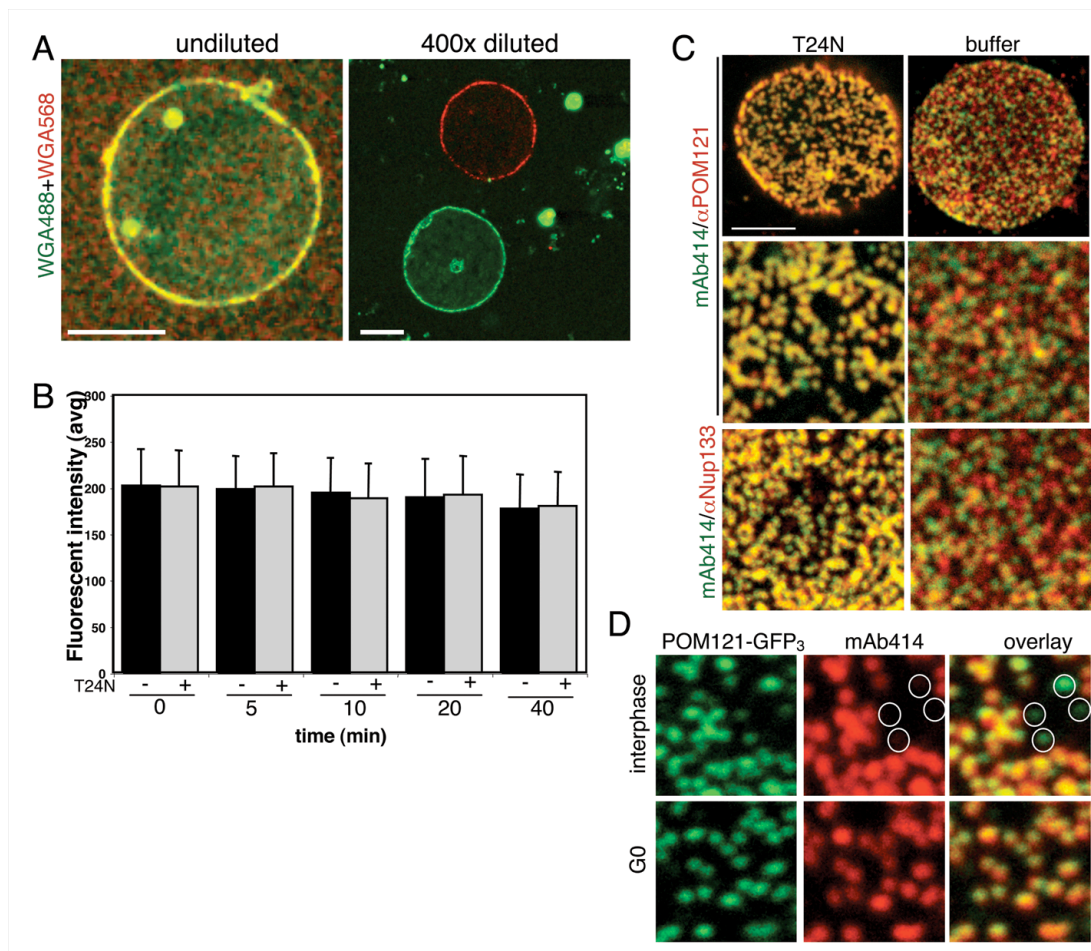 A
undiluted
400x diluted
WGA488+WGA568
B
Fluorescent intensity (avg)
300
250
200
150
100
50
0
T24N
- + - + - + - + - +
0 5 10 20 40
time (min)
C
T24N
buffer
mAb414/αPOM121
mAb414/αNup133
D
POM121-GFP₃
mAb414
overlay
interphase
G0